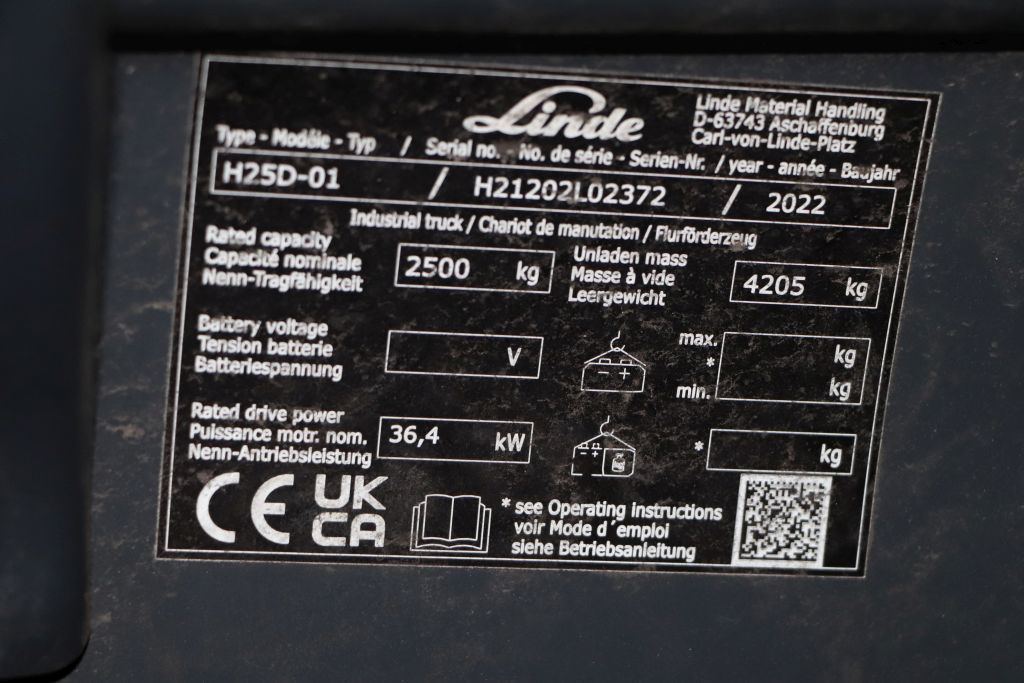 Linde
Linde Material Handling
D-63743 Aschaffenburg
Carl-von-Linde-Platz
Type - Modèle - Typ / Serial no. - No. de série - Serien-Nr. / year - année - Baujahr
H25D-01 / H21202L02372 / 2022
Industrial truck / Chariot de manutation / Flurförderzeug
Rated capacity
Capacité nominale
Nenn-Tragfähigkeit
2500 kg
Unladen mass
Masse à vide
Leergewicht
4205 kg
Battery voltage
Tension batterie
Batteriespannung
V
max. kg
*
min. kg
Rated drive power
Puissance motr. nom.
Nenn-Antriebsleistung
36,4 kW
* kg
CE
UK
CA
* see Operating instructions
voir Mode d´emploi
siehe Betriebsanleitung